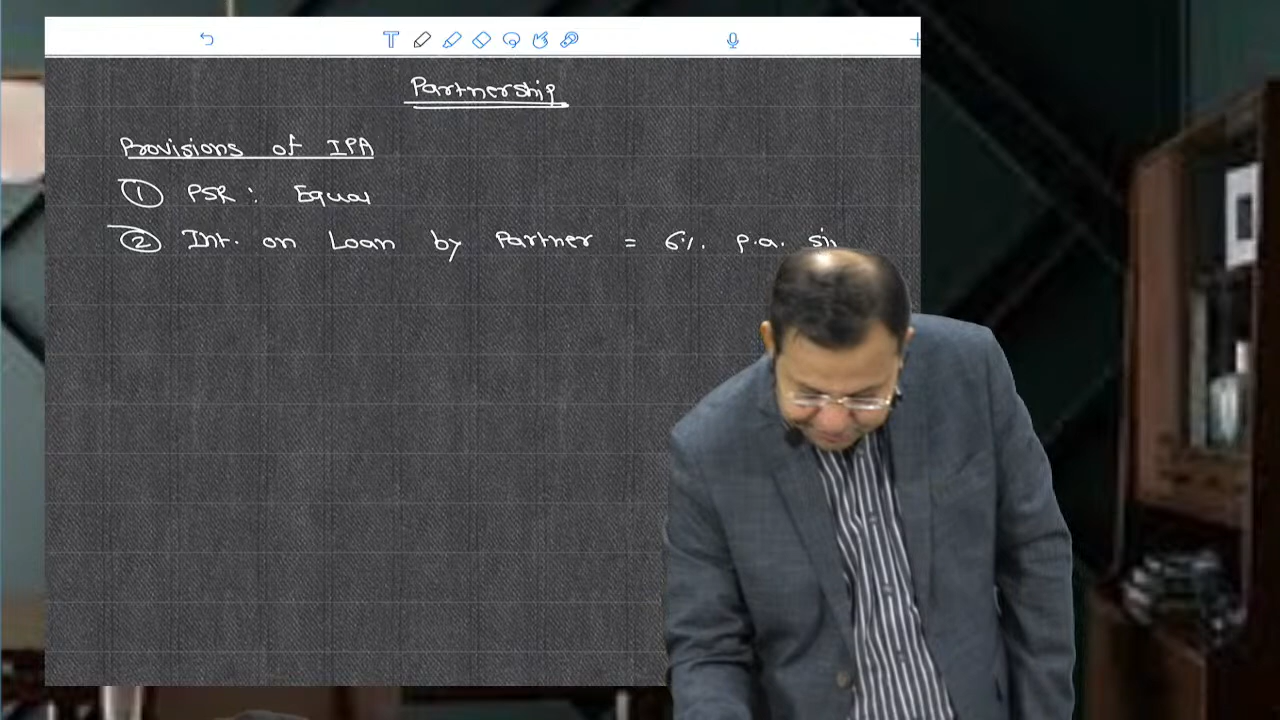 Partnership
Provisions of IPA
① PSR: Equal
② Int. on Loan by Partner = 6%. p.a.